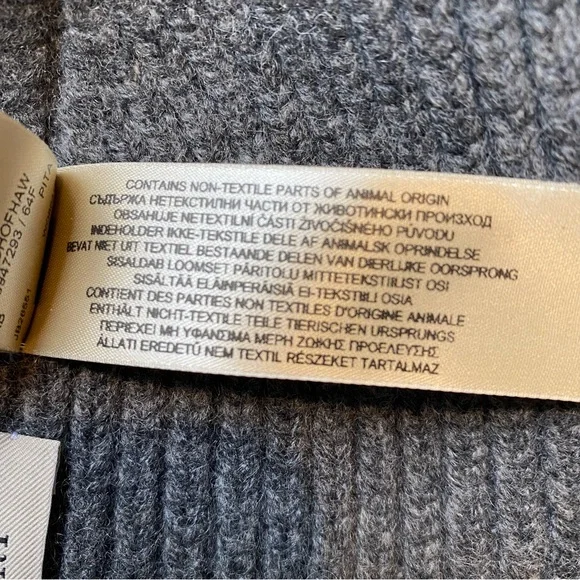 CONTAINS NON-TEXTILE PARTS OF ANIMAL ORIGIN
СЪДЪРЖА НЕТЕКСТИЛНИ ЧАСТИ ОТ ЖИВОТИНСКИ ПРОИЗХОД
OBSAHUJE NETEXTILNÍ ČÁSTI ŽIVOČIŠNÉHO PŮVODU
INDEHOLDER IKKE-TEKSTILE DELE AF ANIMALSK OPRINDELSE
BEVAT NIET UIT TEXTIEL BESTAANDE DELEN VAN DIERLIJKE OORSPRONG
SISALDAB LOOMSET PÄRITOLU MITTETEKSTIILIST OSI
SISÄLTÄÄ ELÄINPERÄISIÄ EI-TEKSTIILI OSIA
CONTIENT DES PARTIES NON TEXTILES D'ORIGINE ANIMALE
ENTHÄLT NICHT-TEXTILE TEILE TIERISCHEN URSPRUNGS
ΠΕΡΙΕΧΕΙ ΜΗ ΥΦΑΝΣΙΜΑ ΜΕΡΗ ΖΩΙΚΗΣ ΠΡΟΕΛΕΥΣΗΣ
ÁLLATI EREDETŰ NEM TEXTIL RÉSZEKET TARTALMAZ
PITA
/ 64F